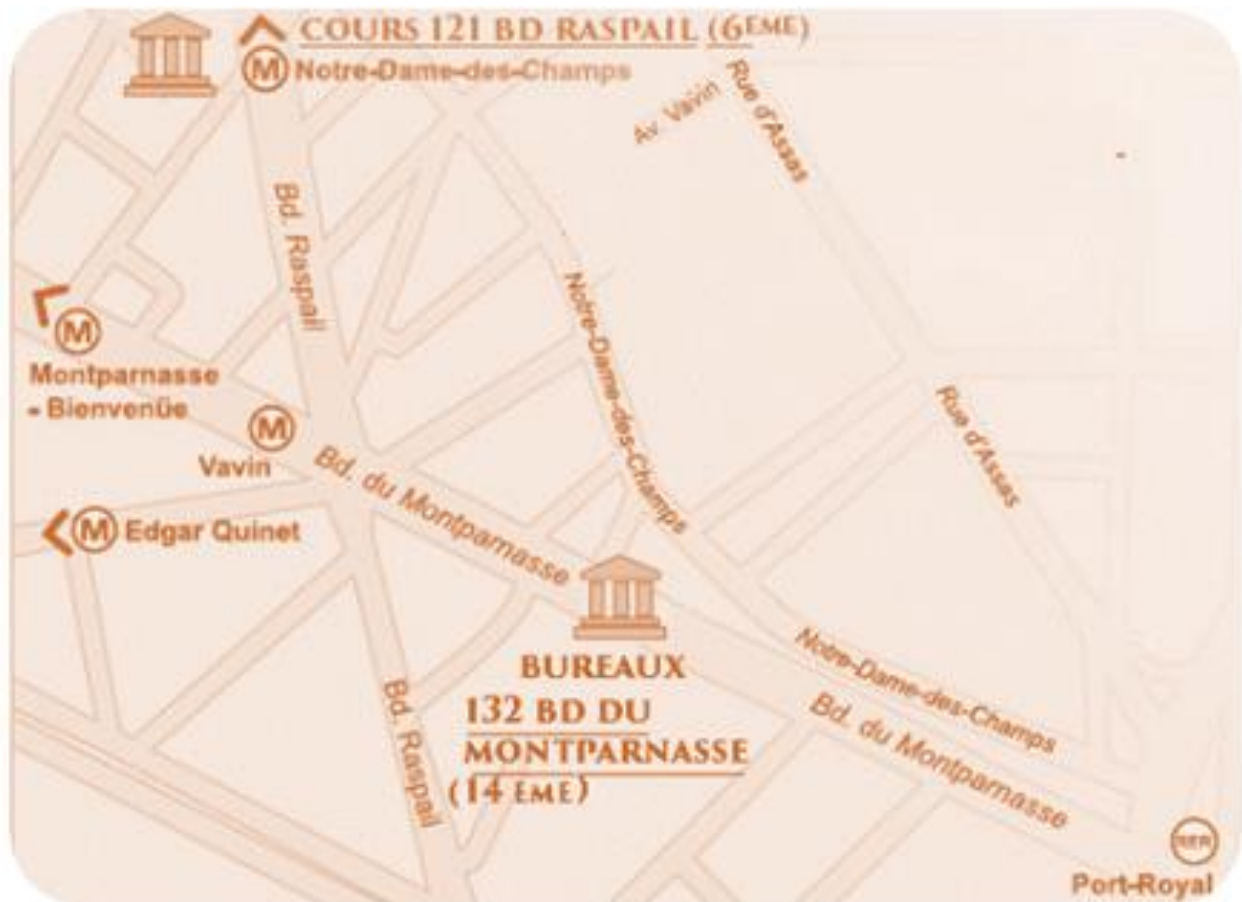 COURS 121 BD RASPAIL (6EME)
M Notre-Dame-des-Champs
Av. Vavin
Rue d'Assas
Bd. Raspail
Notre-Dame-des-Champs
M
Montparnasse
- Bienvenüe
M
Vavin
Rue d'Assas
Bd. du Montparnasse
M Edgar Quinet
BUREAUX
132 BD DU
MONTPARNASSE
(14 EME)
Notre-Dame-des-Champs
Bd. Raspail
Bd. du Montparnasse
RER
Port-Royal